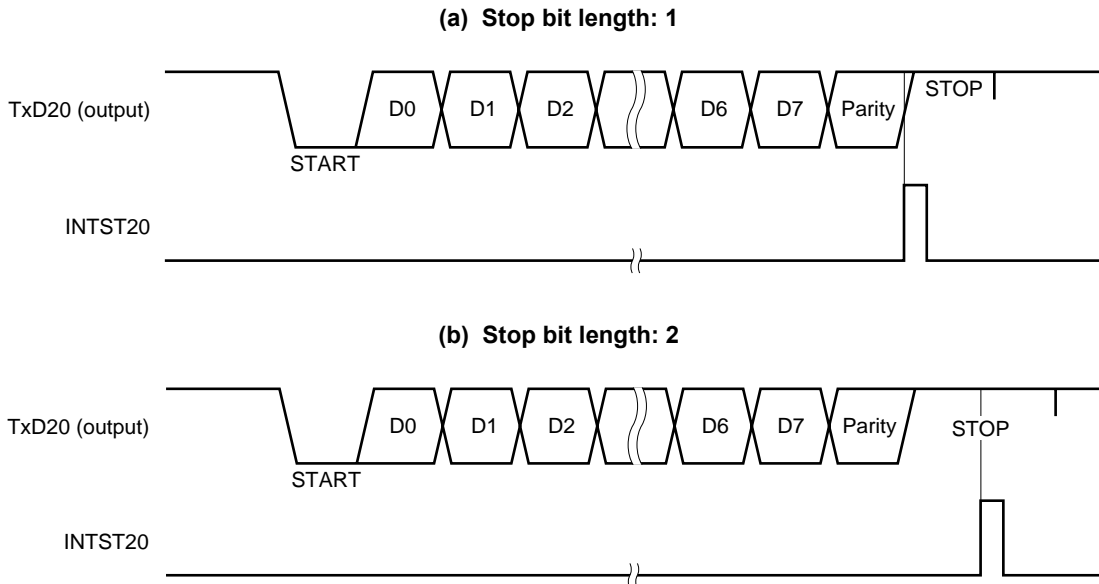 (a) Stop bit length: 1
TxD20 (output)
D0 D1 D2 D6 D7 Parity STOP
START
INTST20
(b) Stop bit length: 2
TxD20 (output)
D0 D1 D2 D6 D7 Parity STOP
START
INTST20